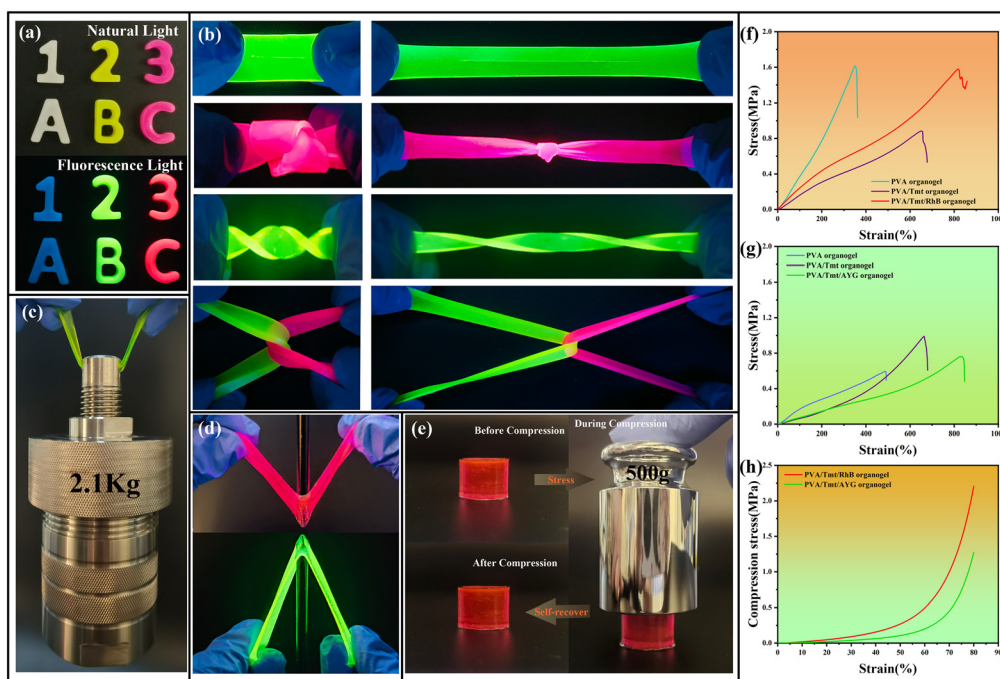 (a)
Natural Light
1 2 3
A B C
Fluorescence Light
1 2 3
A B C
(b)
(c)
2.1Kg
(d)
(e)
Before Compression
During Compression
Stress
500g
After Compression
Self-recover
(f)
Stress(MPa)
2.0
1.6
1.2
0.8
0.4
0.0
PVA organogel
PVA/Tmt organogel
PVA/Tmt/RhB organogel
0 200 400 600 800 1000
Strain(%)
(g)
Stress(MPa)
2.0
1.6
1.2
0.8
0.4
0.0
PVA organogel
PVA/Tmt organogel
PVA/Tmt/AYG organogel
0 200 400 600 800 1000
Strain(%)
(h)
Compression stress(MPa)
2.5
2.0
1.5
1.0
0.5
0.0
PVA/Tmt/RhB organogel
PVA/Tmt/AYG organogel
0 10 20 30 40 50 60 70 80 90
Strain(%)